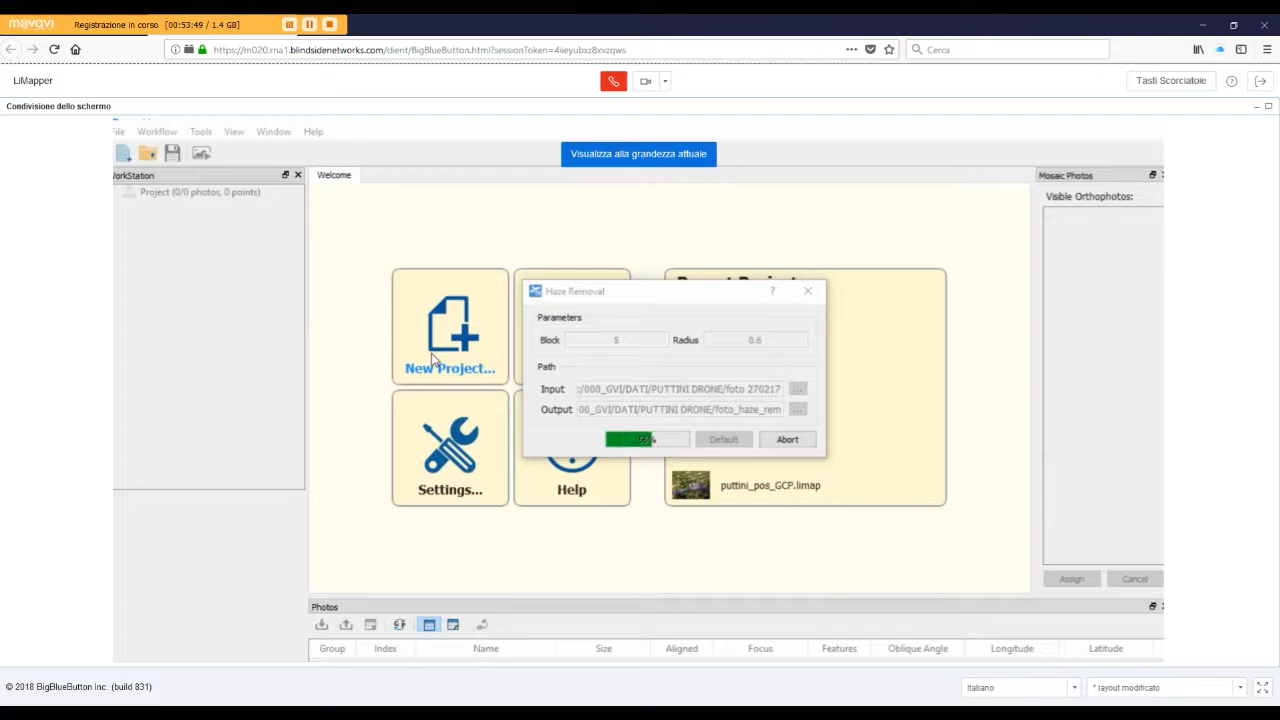 movavi Registrazione in corso [00:53:49 / 1.4 GB]
https://m020.rna1.blindsidenetworks.com/client/BigBlueButton.html?sessionToken=4ieyubxz8xvzqws
Cerca
LiMapper
Tasti Scorciatoie
Condivisione dello schermo
File Workflow Tools View Window Help
Visualizza alla grandezza attuale
WorkStation
Project (0/0 photos, 0 points)
Welcome
Mosaic Photos
Visible Orthophotos:
New Project...
Settings...
Help
Haze Removal
Parameters
Block 5 Radius 0.6
Path
Input :/000_GVI/DATI/PUTTINI DRONE/foto 270217 ...
Output 00_GVI/DATI/PUTTINI DRONE/foto_haze_rem ...
Default Abort
puttini_pos_GCP.limap
Assign Cancel
Photos
Group Index Name Size Aligned Focus Features Oblique Angle Longitude Latitude
© 2018 BigBlueButton Inc. (build 831)
Italiano
* layout modificato